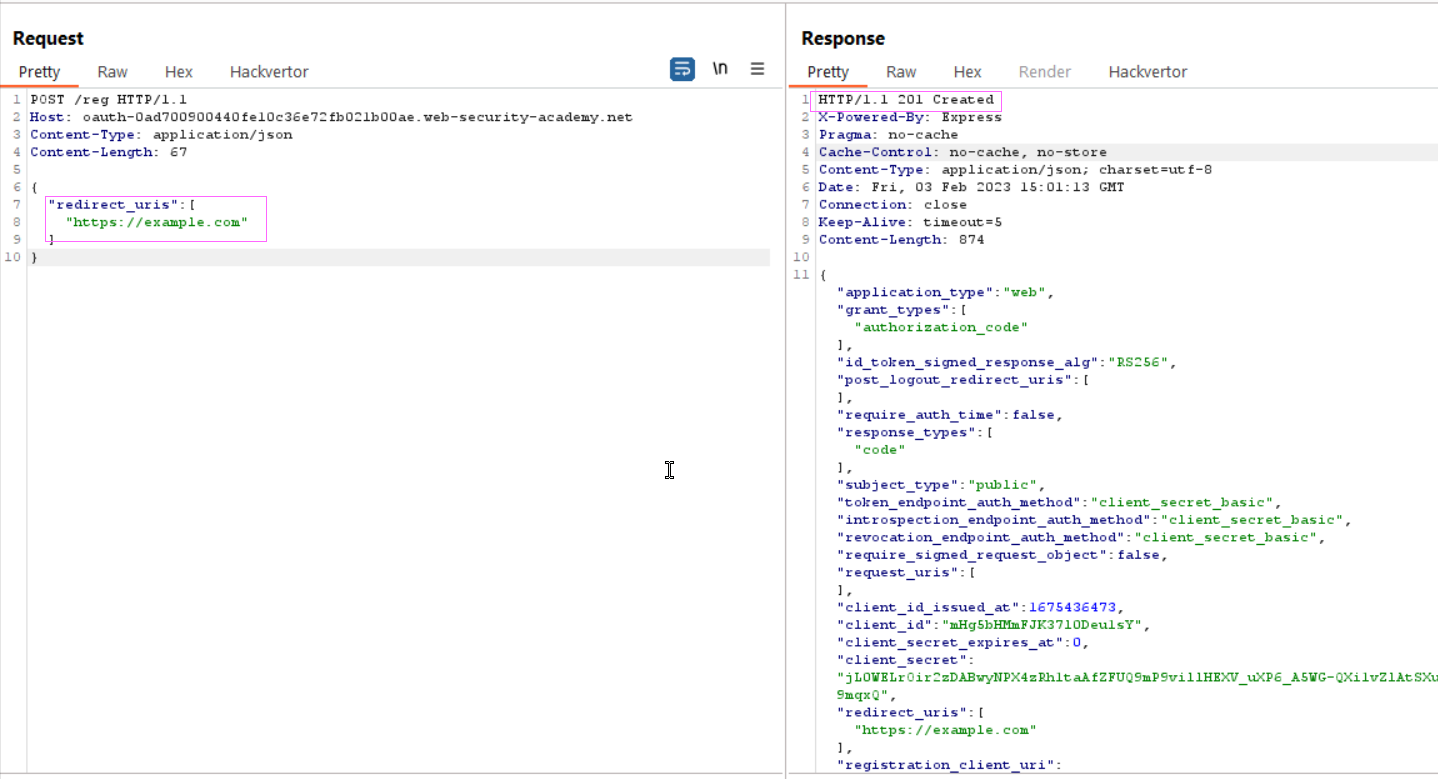 Request
Pretty Raw Hex Hackvertor \n
1 POST /reg HTTP/1.1
2 Host: oauth-0ad700900440fe10c36e72fb021b00ae.web-security-academy.net
3 Content-Type: application/json
4 Content-Length: 67
5
6 {
7 "redirect_uris":[
8 "https://example.com"
9 ]
10 }
Response
Pretty Raw Hex Render Hackvertor
1 HTTP/1.1 201 Created
2 X-Powered-By: Express
3 Pragma: no-cache
4 Cache-Control: no-cache, no-store
5 Content-Type: application/json; charset=utf-8
6 Date: Fri, 03 Feb 2023 15:01:13 GMT
7 Connection: close
8 Keep-Alive: timeout=5
9 Content-Length: 874
10
11 {
"application_type":"web",
"grant_types":[
"authorization_code"
],
"id_token_signed_response_alg":"RS256",
"post_logout_redirect_uris":[
],
"require_auth_time":false,
"response_types":[
"code"
],
"subject_type":"public",
"token_endpoint_auth_method":"client_secret_basic",
"introspection_endpoint_auth_method":"client_secret_basic",
"revocation_endpoint_auth_method":"client_secret_basic",
"require_signed_request_object":false,
"request_uris":[
],
"client_id_issued_at":1675436473,
"client_id":"mHg5bHMmFJK37l0DeulsY",
"client_secret_expires_at":0,
"client_secret":
9mqxQ",
"redirect_uris":[
"https://example.com"
],
"registration_client_uri":